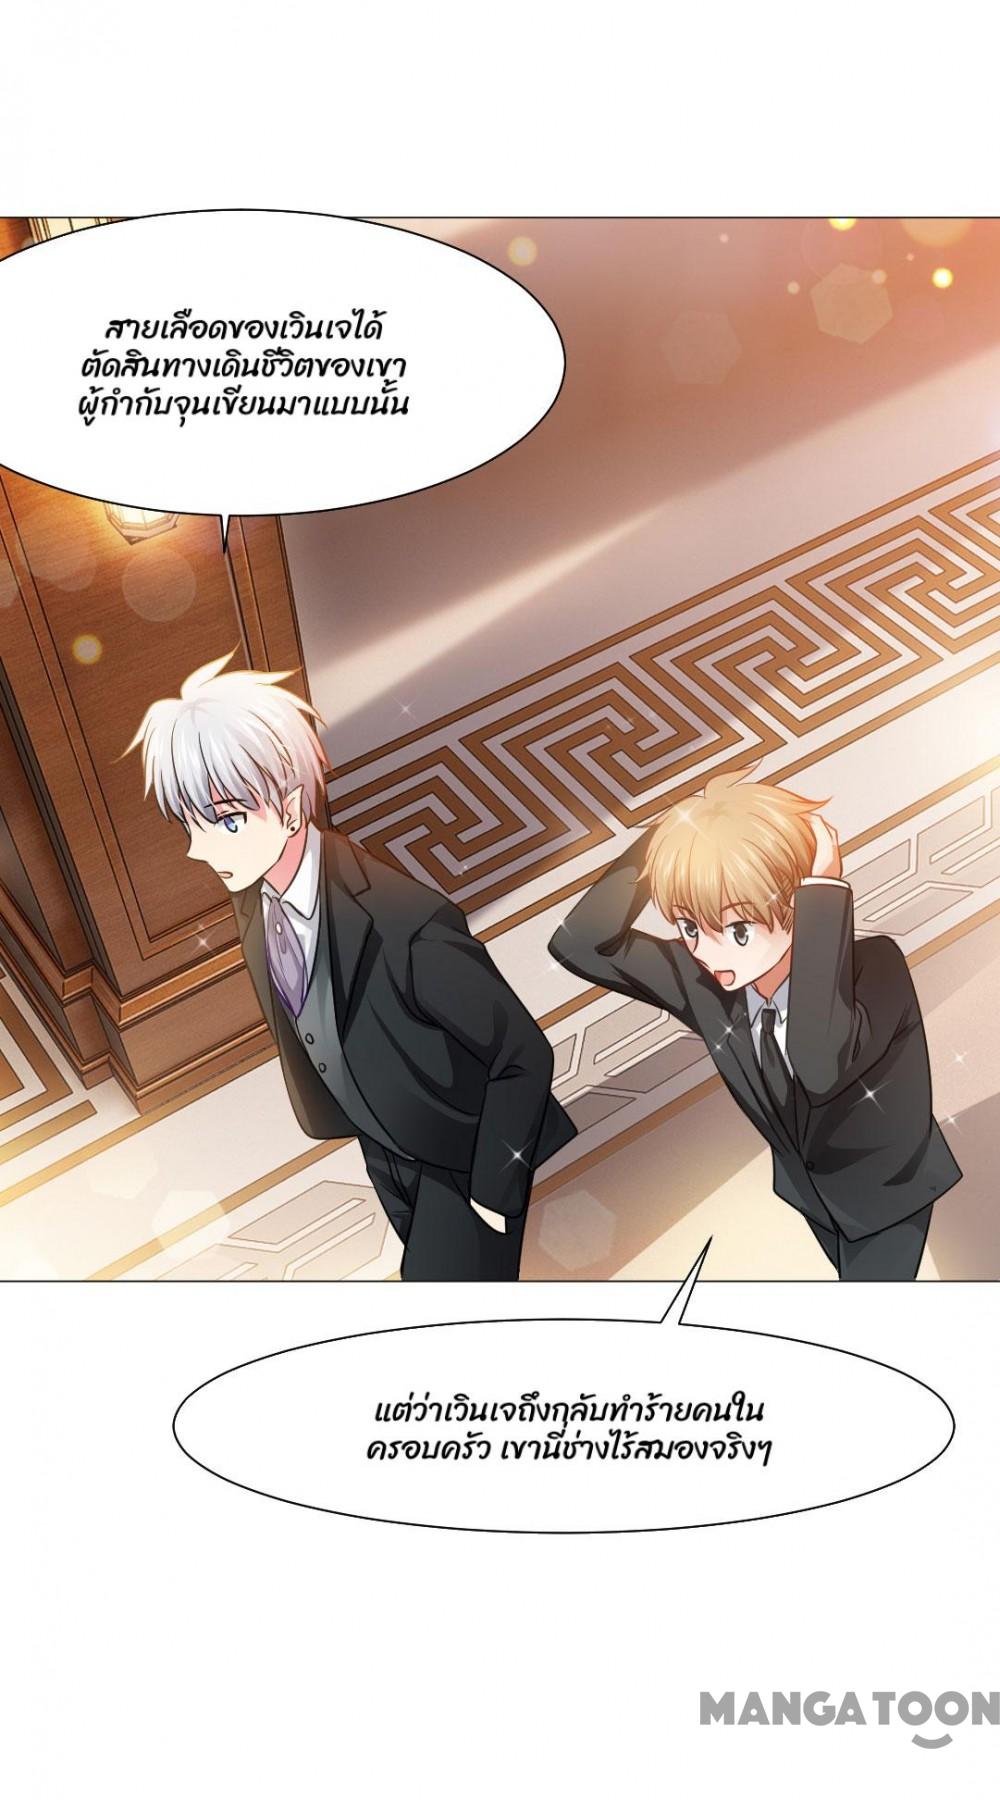 สายเลือดของเวินเจได้
ตัดสินทางเดินชีวิตของเขา
ผู้กำกับจุนเขียนมาแบบนั้น
แต่ว่าเวินเจถึงกลับทำร้ายคนใน
ครอบครัว เขานี่ช่างไร้สมองจริงๆ
MANGATOON